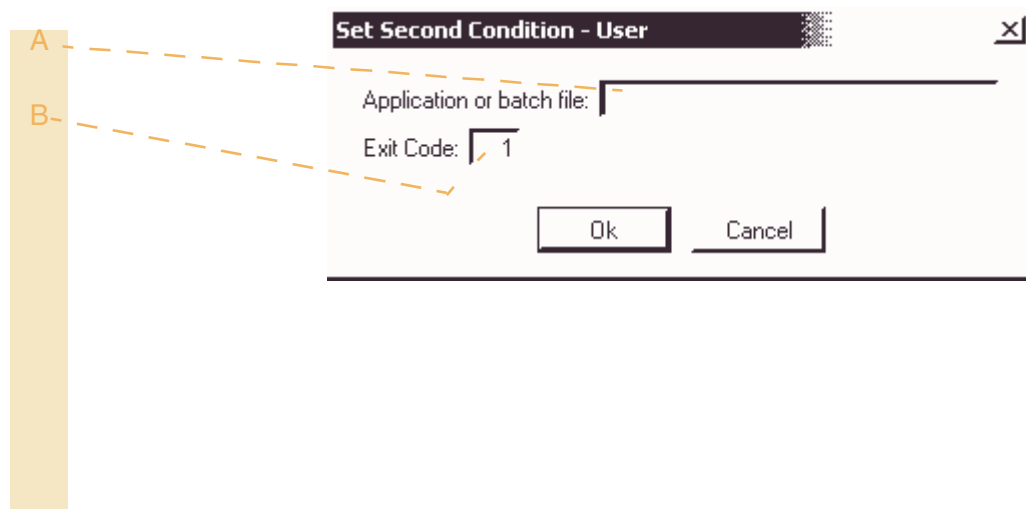 Set Second Condition - User
A
Application or batch file:
B
Exit Code: 1
Ok Cancel